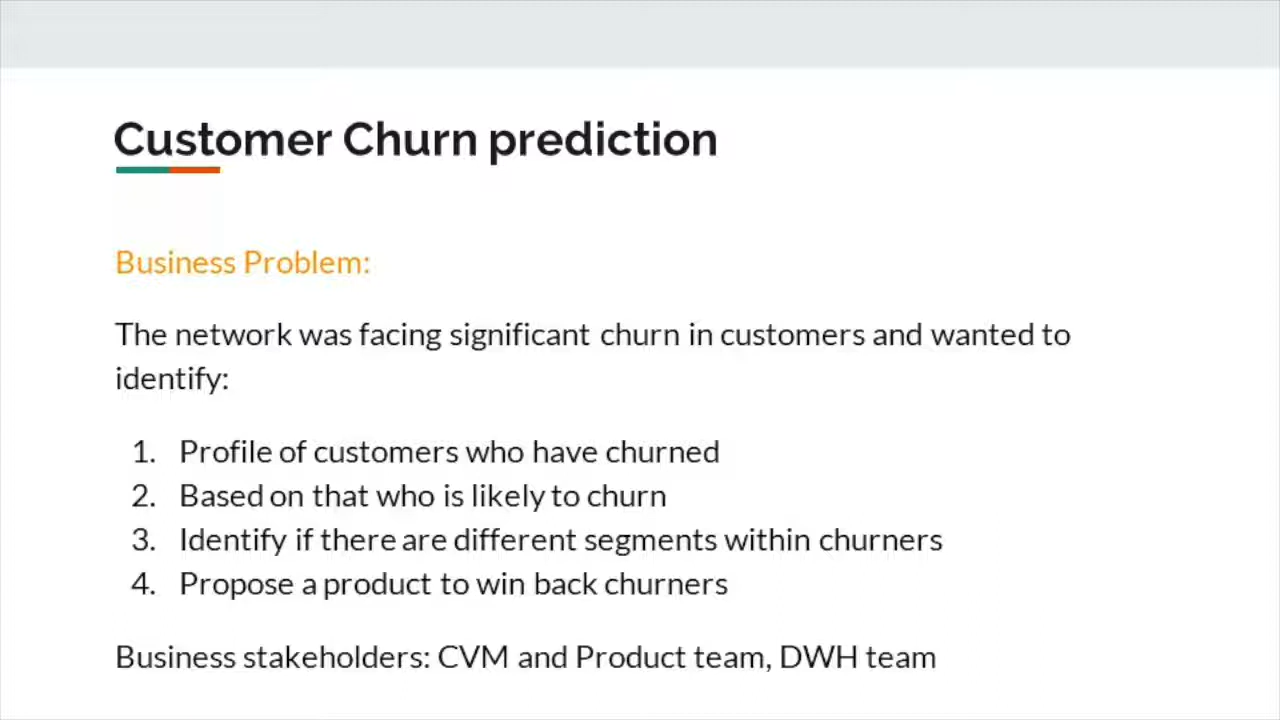 Customer Churn prediction
Business Problem:
The network was facing significant churn in customers and wanted to
identify:
1. Profile of customers who have churned
2. Based on that who is likely to churn
3. Identify if there are different segments within churners
4. Propose a product to win back churners
Business stakeholders: CVM and Product team, DWH team